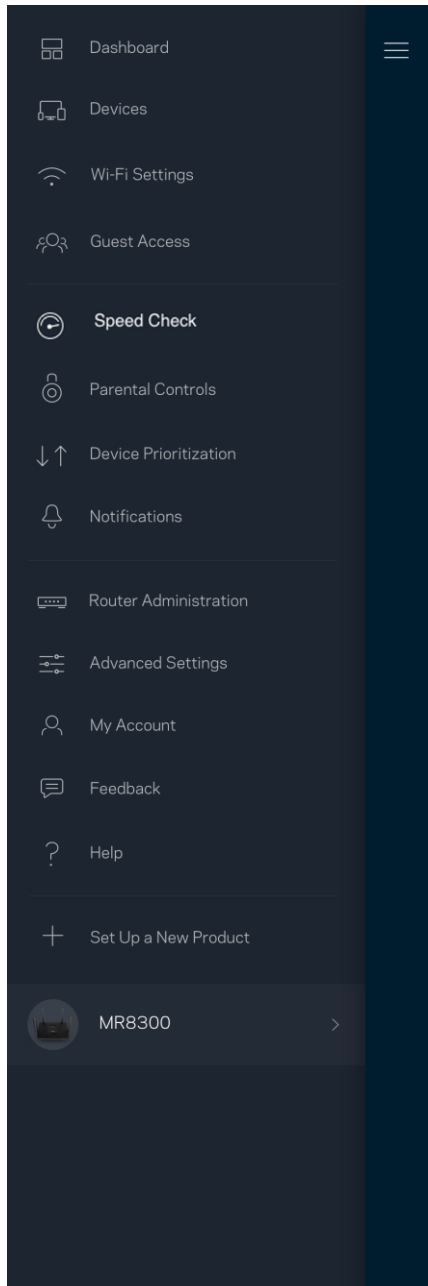 Dashboard
Devices
Wi-Fi Settings
Guest Access
Speed Check
Parental Controls
Device Prioritization
Notifications
Router Administration
Advanced Settings
My Account
Feedback
Help
Set Up a New Product
MR8300